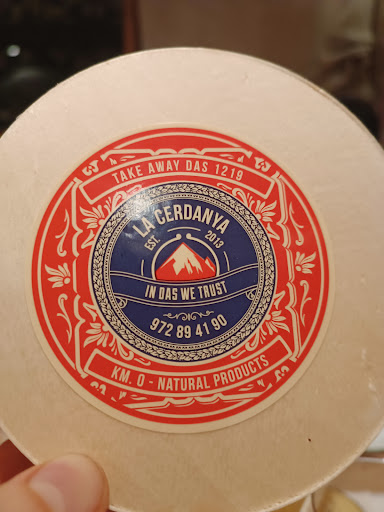 TAKE AWAY DAS 1219
LA CERDANYA
EST. 2013
IN DAS WE TRUST
972 89 41 90
KM. 0 - NATURAL PRODUCTS